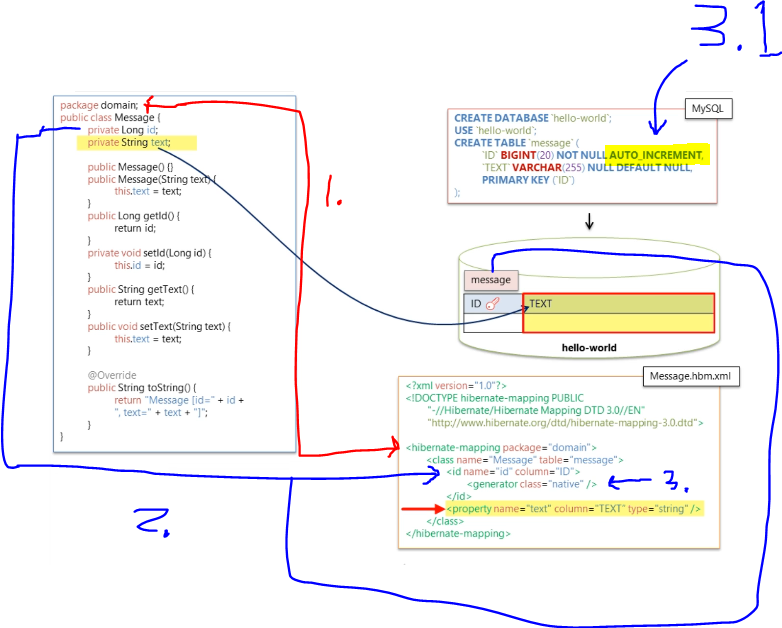 3.1
package domain;
public class Message {
private Long id;
private String text;
public Message() {}
public Message(String text) {
this.text = text;
}
public Long getId() {
return id;
}
private void setId(Long id) {
this.id = id;
}
public String getText() {
return text;
}
public void setText(String text) {
this.text = text;
}
@Override
public String toString() {
return "Message [id=" + id +
", text=" + text + "]";
}
}
1.
2.
MySQL
CREATE DATABASE `hello-world`;
USE `hello-world`;
CREATE TABLE `message` (
`ID` BIGINT(20) NOT NULL AUTO_INCREMENT,
`TEXT` VARCHAR(255) NULL DEFAULT NULL,
PRIMARY KEY (`ID`)
);
message
ID TEXT
hello-world
Message.hbm.xml
<?xml version="1.0"?>
<!DOCTYPE hibernate-mapping PUBLIC
"-//Hibernate/Hibernate Mapping DTD 3.0//EN"
"http://www.hibernate.org/dtd/hibernate-mapping-3.0.dtd">
<hibernate-mapping package="domain">
<class name="Message" table="message">
<id name="id" column="ID">
<generator class="native" />
3.
</id>
<property name="text" column="TEXT" type="string" />
</class>
</hibernate-mapping>